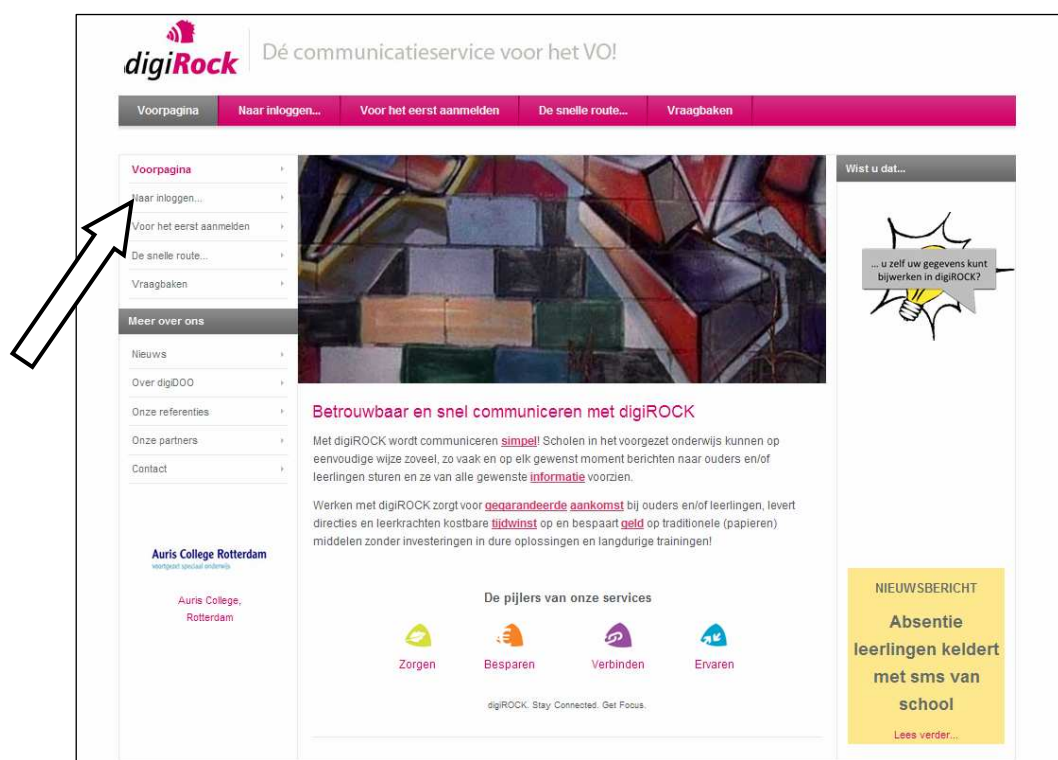 digiRock
Dé communicatieservice voor het VO!
Voorpagina
Naar inloggen...
Voor het eerst aanmelden
De snelle route...
Vraagbaken
Voorpagina
Naar inloggen...
Voor het eerst aanmelden
De snelle route...
Vraagbaken
Meer over ons
Nieuws
Over digiDOO
Onze referenties
Onze partners
Contact
Auris College Rotterdam
voortgezet speciaal onderwijs
Auris College,
Rotterdam
Betrouwbaar en snel communiceren met digiROCK
Met digiROCK wordt communiceren simpel! Scholen in het voorgezet onderwijs kunnen op
eenvoudige wijze zoveel, zo vaak en op elk gewenst moment berichten naar ouders en/of
leerlingen sturen en ze van alle gewenste informatie voorzien.
Werken met digiROCK zorgt voor gegarandeerde aankomst bij ouders en/of leerlingen, levert
directies en leerkrachten kostbare tijdwinst op en bespaart geld op traditionele (papieren)
middelen zonder investeringen in dure oplossingen en langdurige trainingen!
De pijlers van onze services
Zorgen
Besparen
Verbinden
Ervaren
digiROCK. Stay Connected. Get Focus.
Wist u dat...
... u zelf uw gegevens kunt
bijwerken in digiROCK?
NIEUWSBERICHT
Absentie
leerlingen keldert
met sms van
school
Lees verder...